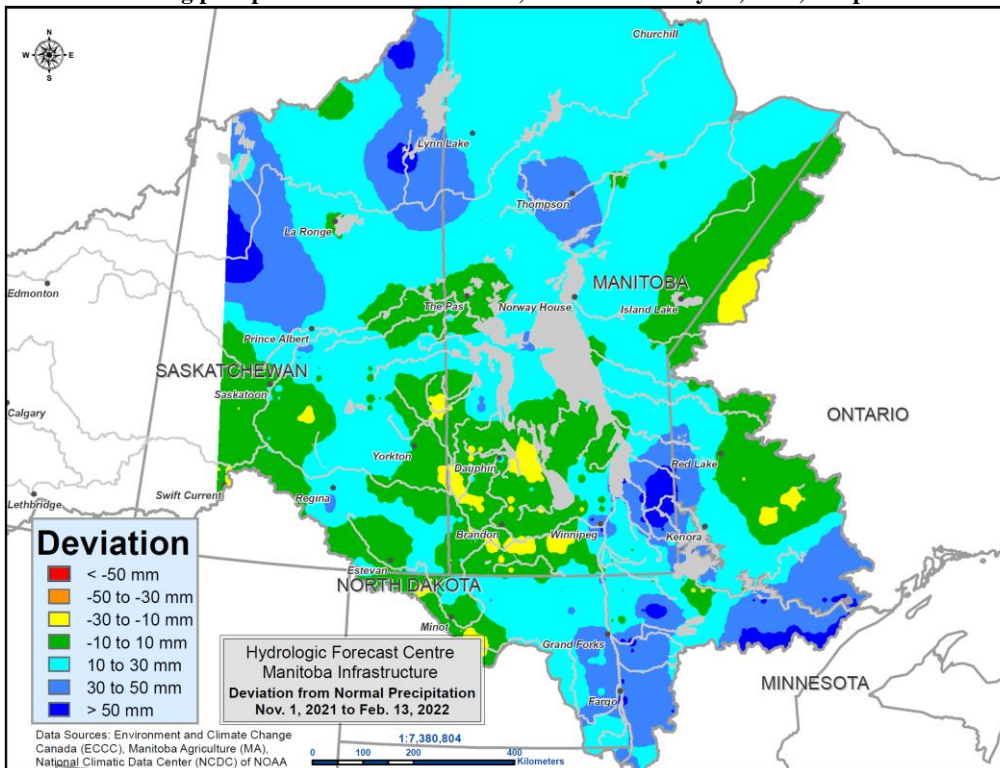 N
W E
S
Churchill
Lynn Lake
Thompson
La Ronge
MANITOBA
Edmonton
The Pas
Norway House
Island Lake
Prince Albert
SASKATCHEWAN
Saskatoon
Calgary
ONTARIO
Yorkton
Dauphin
Red Lake
Lethbridge
Swift Current
Regina
Brandon
Winnipeg
Kenora
Estevan
NORTH DAKOTA
Minot
Grand Forks
MINNESOTA
Fargo
Deviation
< -50 mm
-50 to -30 mm
-30 to -10 mm
-10 to 10 mm
10 to 30 mm
30 to 50 mm
> 50 mm
Hydrologic Forecast Centre
Manitoba Infrastructure
Deviation from Normal Precipitation
Nov. 1, 2021 to Feb. 13, 2022
Data Sources: Environment and Climate Change
Canada (ECCC), Manitoba Agriculture (MA),
National Climatic Data Center (NCDC) of NOAA
1:7,380,804
0 100 200 400
Kilometers